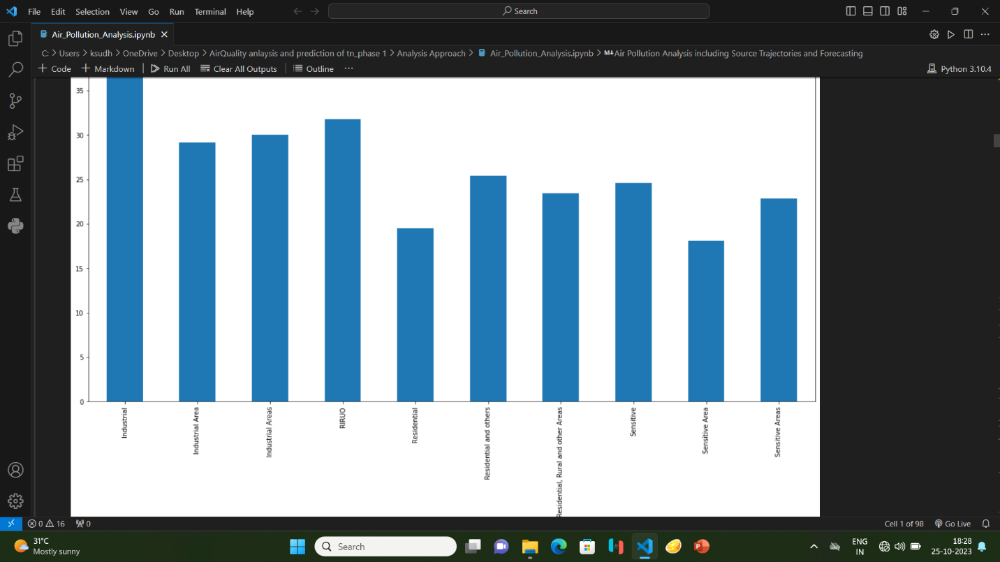 File Edit Selection View Go Run Terminal Help Search
Air_Pollution_Analysis.ipynb
C: > Users > ksudh > OneDrive > Desktop > AirQuality anlaysis and prediction of tn_phase 1 > Analysis Approach > Air_Pollution_Analysis.ipynb > M↓Air Pollution Analysis including Source Trajectories and Forecasting
+ Code + Markdown Run All Clear All Outputs Outline ... Python 3.10.4
35
30
25
20
15
10
5
0
Industrial
Industrial Area
Industrial Areas
RIRUO
Residential
Residential and others
Residential, Rural and other Areas
Sensitive
Sensitive Area
Sensitive Areas
0 16 0 Cell 1 of 98 Go Live
31°C
Mostly sunny
Search
ENG
IN
18:28
25-10-2023